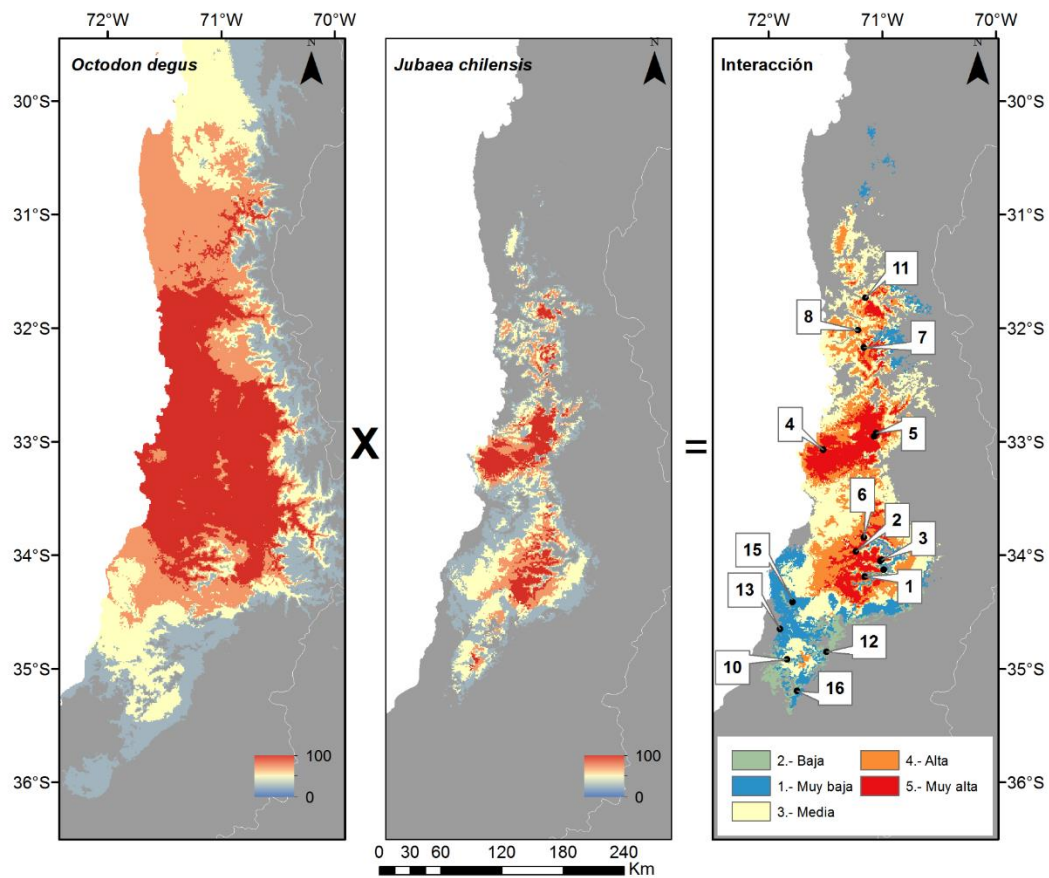 72°W 71°W 70°W
72°W 71°W 70°W
Octodon degus
Jubaea chilensis
Interacción
N
N
N
30°S
31°S
32°S
33°S
34°S
35°S
36°S
X
=
30°S
31°S
32°S
33°S
34°S
35°S
36°S
11
8
7
4
5
6
2
3
15
1
13
12
10
16
100
0
100
0
2.- Baja
4.- Alta
1.- Muy baja
5.- Muy alta
3.- Media
0 30 60 120 180 240
Km